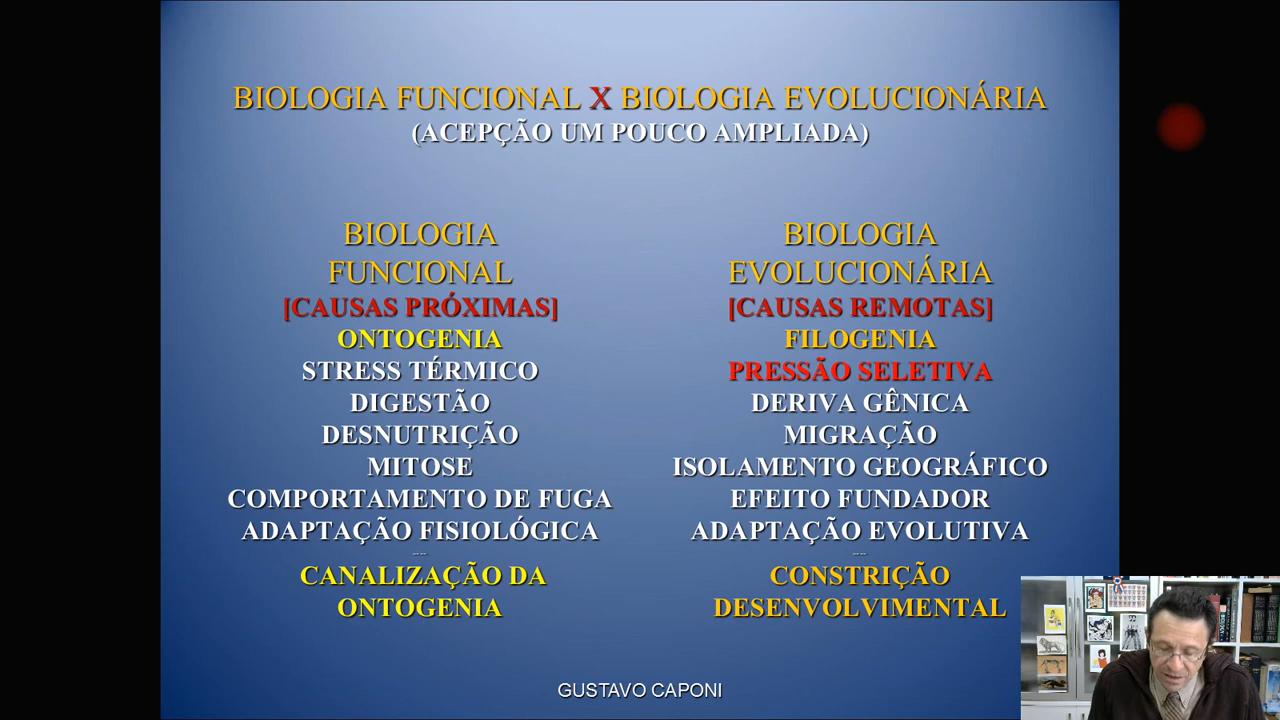 BIOLOGIA FUNCIONAL X BIOLOGIA EVOLUCIONÁRIA
(ACEPÇÃO UM POUCO AMPLIADA)
BIOLOGIA
FUNCIONAL
[CAUSAS PRÓXIMAS]
ONTOGENIA
STRESS TÉRMICO
DIGESTÃO
DESNUTRIÇÃO
MITOSE
COMPORTAMENTO DE FUGA
ADAPTAÇÃO FISIOLÓGICA
----
CANALIZAÇÃO DA
ONTOGENIA
BIOLOGIA
EVOLUCIONÁRIA
[CAUSAS REMOTAS]
FILOGENIA
PRESSÃO SELETIVA
DERIVA GÊNICA
MIGRAÇÃO
ISOLAMENTO GEOGRÁFICO
EFEITO FUNDADOR
ADAPTAÇÃO EVOLUTIVA
----
CONSTRIÇÃO
DESENVOLVIMENTAL
GUSTAVO CAPONI